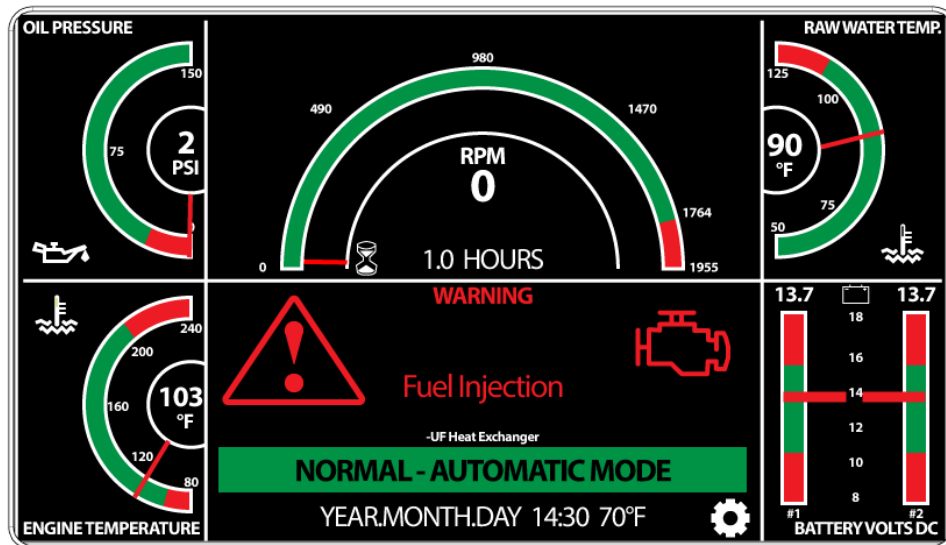 OIL PRESSURE
150
75
2
PSI
0
980
490
1470
RPM
0
1764
0
1.0 HOURS
1955
RAW WATER TEMP.
125
100
90
°F
75
50
240
200
160
103
°F
120
80
ENGINE TEMPERATURE
WARNING
Fuel Injection
-UF Heat Exchanger
NORMAL - AUTOMATIC MODE
YEAR.MONTH.DAY 14:30 70°F
13.7 13.7
18
16
14
12
10
8
#1 #2
BATTERY VOLTS DC